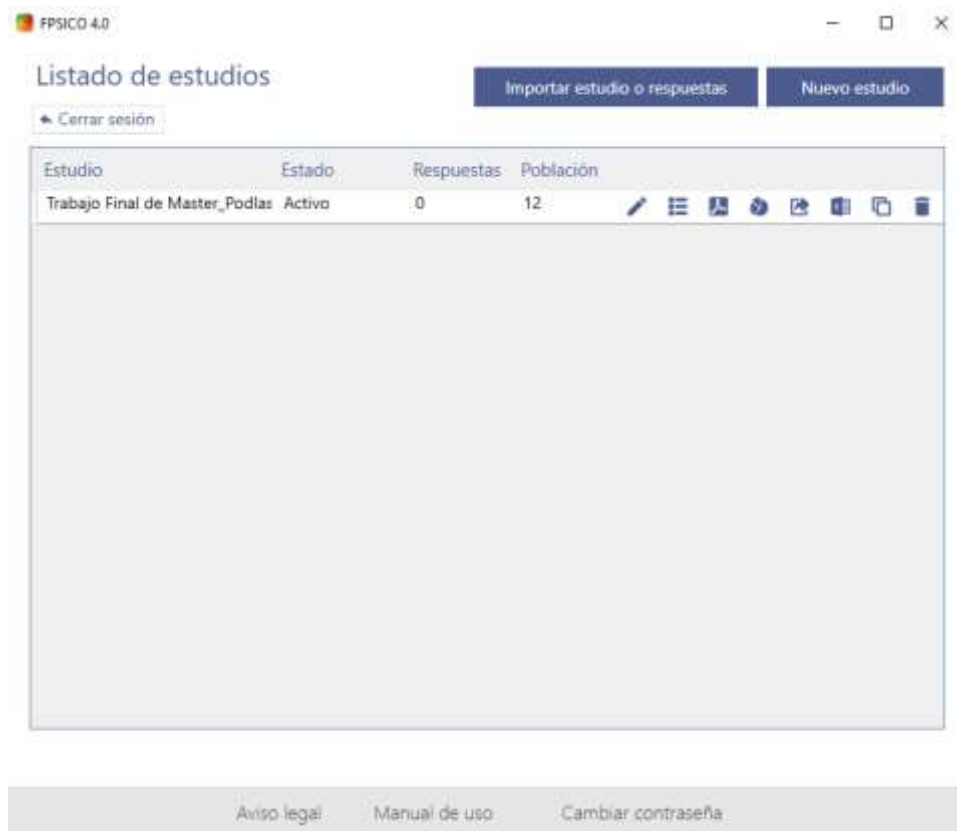 FPSICO 4.0
Listado de estudios
Importar estudio o respuestas
Nuevo estudio
Cerrar sesión
Estudio Estado Respuestas Población
Trabajo Final de Master_Podlas Activo 0 12
Aviso legal Manual de uso Cambiar contraseña